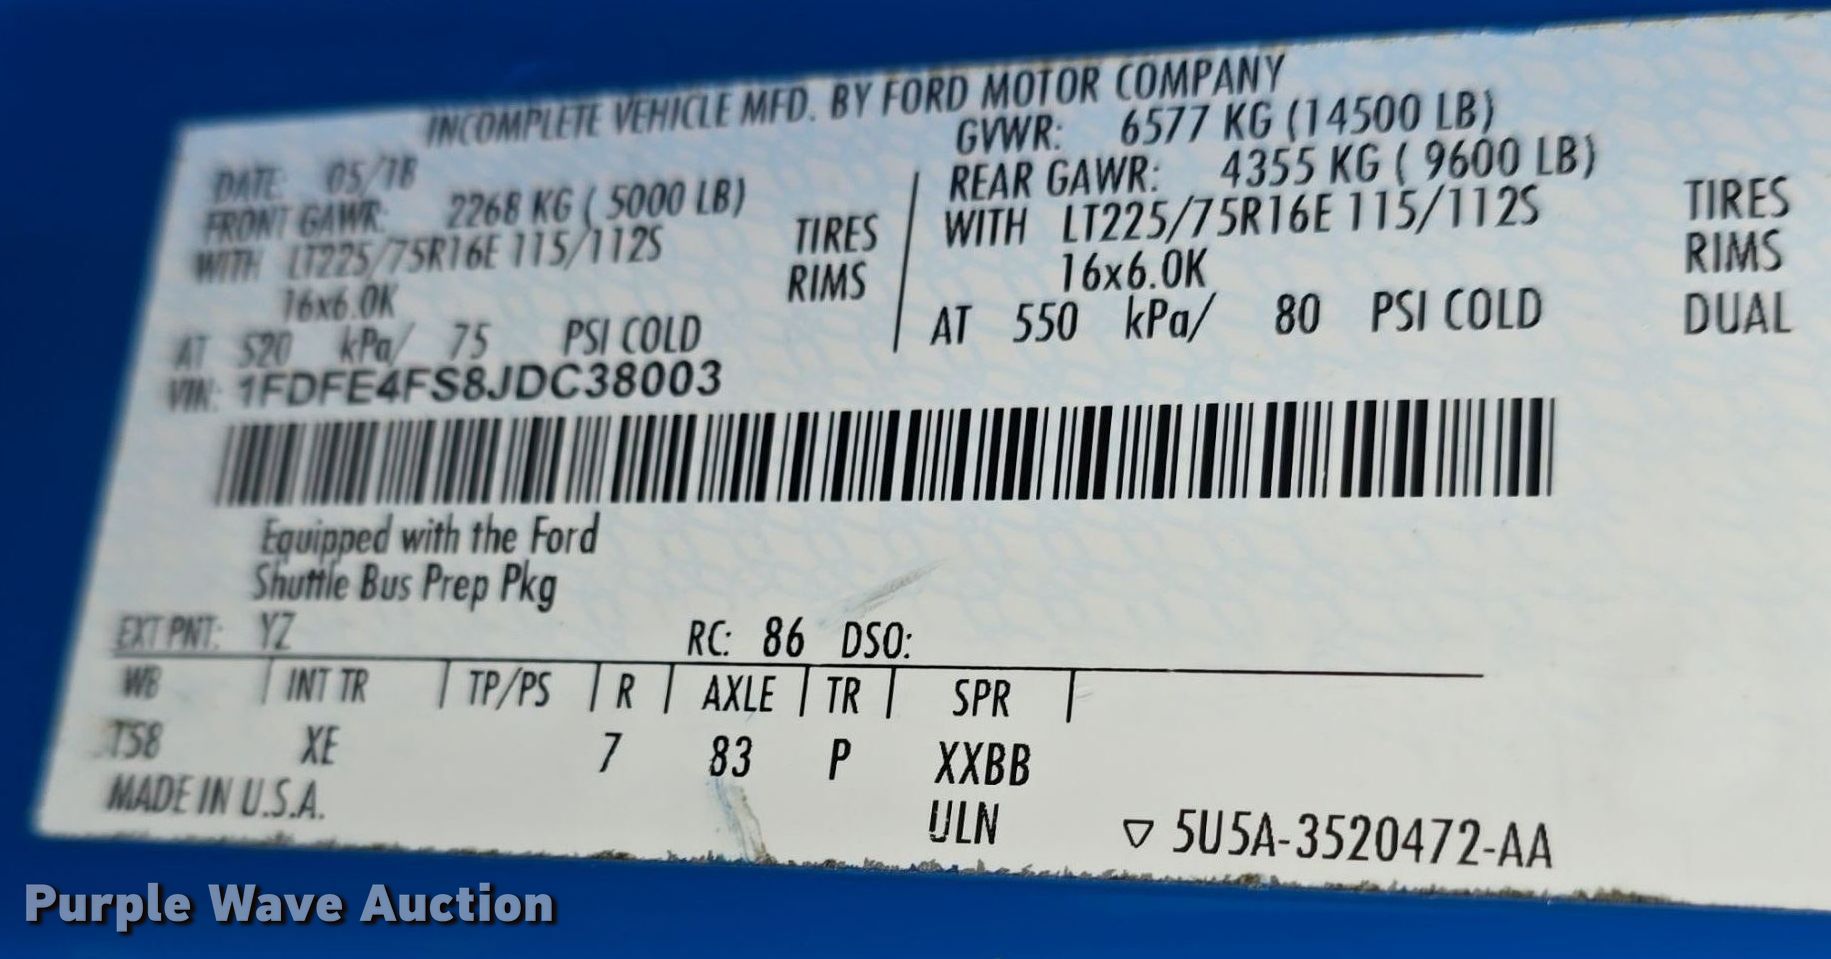 INCOMPLETE VEHICLE MFD. BY FORD MOTOR COMPANY
DATE: 05/18 GVWR: 6577 KG (14500 LB)
FRONT GAWR: 2268 KG ( 5000 LB) REAR GAWR: 4355 KG ( 9600 LB)
WITH LT225/75R16E 115/112S TIRES WITH LT225/75R16E 115/112S TIRES
16x6.0K RIMS 16x6.0K RIMS
AT 520 kPa/ 75 PSI COLD AT 550 kPa/ 80 PSI COLD DUAL
VIN: 1FDFE4FS8JDC38003
Equipped with the Ford
Shuttle Bus Prep Pkg
EXT PNT: YZ RC: 86 DSO:
WB INT TR TP/PS R AXLE TR SPR
T58 XE 7 83 P XXBB
MADE IN U.S.A. ULN ▽ 5U5A-3520472-AA
Purple Wave Auction